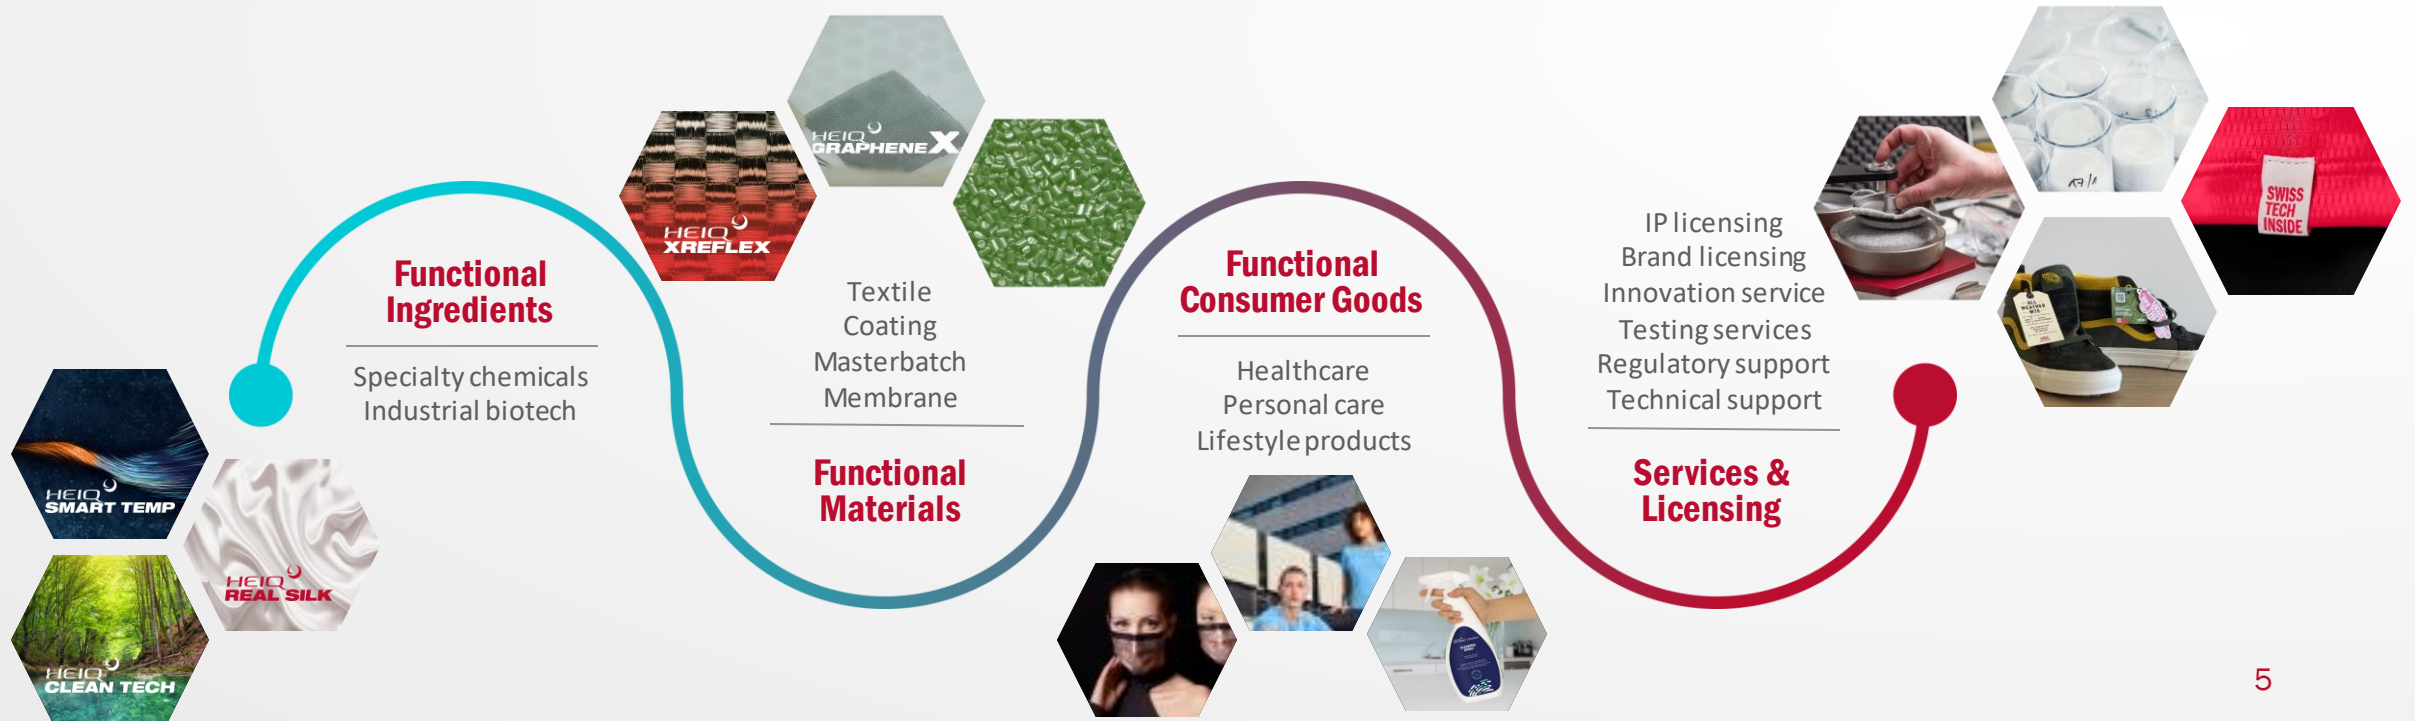 Functional
Ingredients
Specialty chemicals
Industrial biotech
HEIQ
SMART TEMP
HEIQ
REAL SILK
HEIQ
CLEAN TECH
HEIQ
XREFLEX
HEIQ
GRAPHENE X
Textile
Coating
Masterbatch
Membrane
Functional
Materials
Functional
Consumer Goods
Healthcare
Personal care
Lifestyle products
IP licensing
Brand licensing
Innovation service
Testing services
Regulatory support
Technical support
Services &
Licensing
SWISS
TECH
INSIDE
5